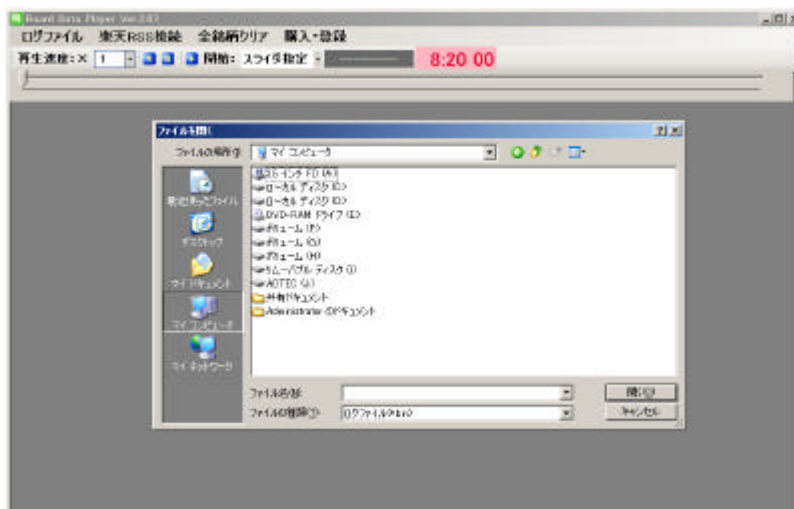 Board Data Player Ver.3.07
ログファイル 楽天RSS接続 全銘柄クリア 購入・登録
再生速度:× 1 開始: スライダ指定 8:20 00
ファイルを開く
ファイルの場所(I): マイ コンピュータ
3.5 インチ FD (A:)
ローカル ディスク (C:)
ローカル ディスク (D:)
DVD-RAM ドライブ (E:)
ボリューム (F:)
ボリューム (G:)
ボリューム (H:)
リムーバブル ディスク (I:)
AOTEC (J:)
共有ドキュメント
Administrator のドキュメント
最近使ったファイル
デスクトップ
マイ ドキュメント
マイ コンピュータ
マイ ネットワーク
ファイル名(N):
開く(O)
ファイルの種類(T):
キャンセル